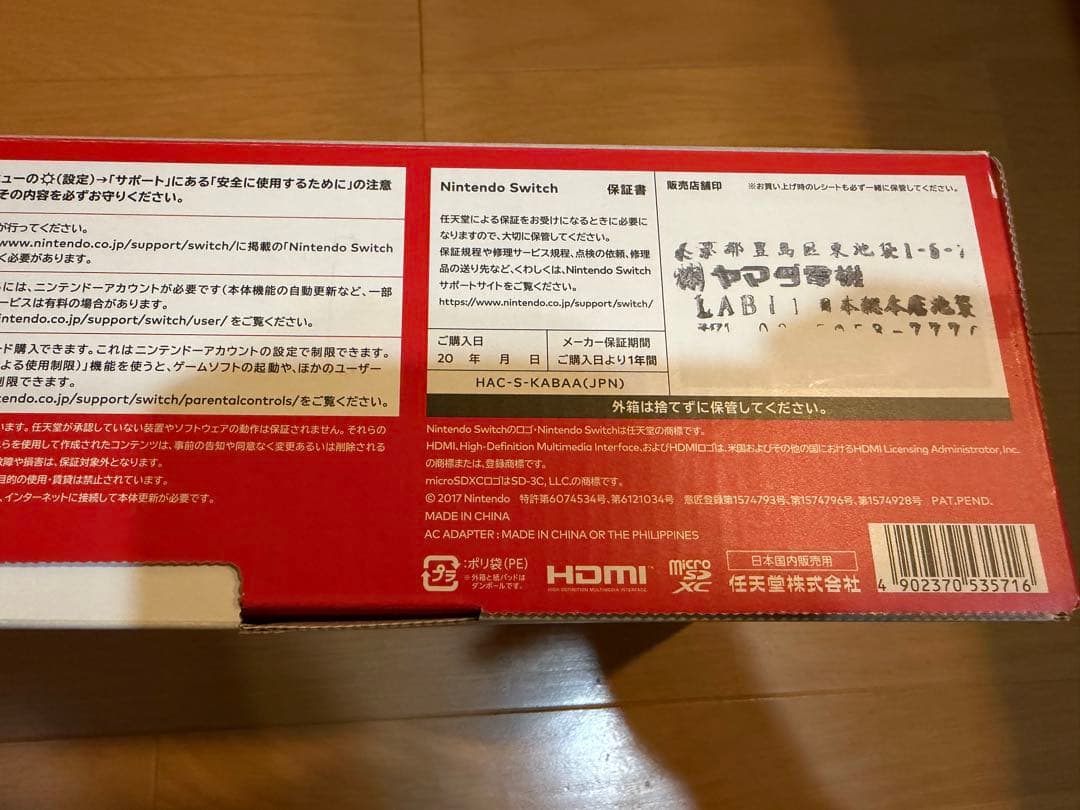 ューの(設定)→「サポート」にある「安全に使用するために」の注意
その内容を必ずお守りください。
が行ってください。
www.nintendo.co.jp/support/switch/に掲載の「Nintendo Switch
く必要があります。
るには、ニンテンドーアカウントが必要です(本体機能の自動更新など、一部
ービスは有料の場合があります。
ntendo.co.jp/support/switch/user/ をご覧ください。
ード購入できます。これはニンテンドーアカウントの設定で制限できます。
よる使用制限)」機能を使うと、ゲームソフトの起動や、ほかのユーザー
制限できます。
tendo.co.jp/support/switch/parentalcontrols/をご覧ください。
います。任天堂が承認していない装置やソフトウェアの動作は保証されません。それらの
らを使用して作成されたコンテンツは、事前の告知や同意なく変更あるいは削除される
故障や損害は、保証対象外となります。
目的の使用・賃貸は禁止されています。
、インターネットに接続して本体更新が必要です。
Nintendo Switch 保証書
任天堂による保証をお受けになるときに必要に
なりますので、大切に保管してください。
保証規程や修理サービス規程、点検の依頼、修理
品の送り先など、くわしくは、Nintendo Switch
サポートサイトをご覧ください。
https://www.nintendo.co.jp/support/switch/
ご購入日
20 年 月 日
メーカー保証期間
ご購入日より1年間
HAC-S-KABAA(JPN)
販売店舗印 ※お買い上げ時のレシートも必ず一緒に保管してください。
東京都豊島区東池袋1-5-7
㈱ヤマダ電機
LABI1 日本総本店池袋
外箱は捨てずに保管してください。
Nintendo Switchのロゴ・Nintendo Switchは任天堂の商標です。
HDMI、High-Definition Multimedia Interface、およびHDMIロゴは、米国およびその他の国におけるHDMI Licensing Administrator, Inc.
の商標または、登録商標です。
microSDXCロゴはSD-3C, LLC.の商標です。
© 2017 Nintendo 特許第6074534号、第6121034号 意匠登録第1574793号、第1574796号、第1574928号 PAT.PEND.
MADE IN CHINA
AC ADAPTER : MADE IN CHINA OR THE PHILIPPINES
プラ
:ポリ袋(PE)
※外箱と紙パッドは
ダンボールです。
HDMI™
HIGH-DEFINITION MULTIMEDIA INTERFACE
microSD XC
日本国内販売用
任天堂株式会社
4 902370 535716